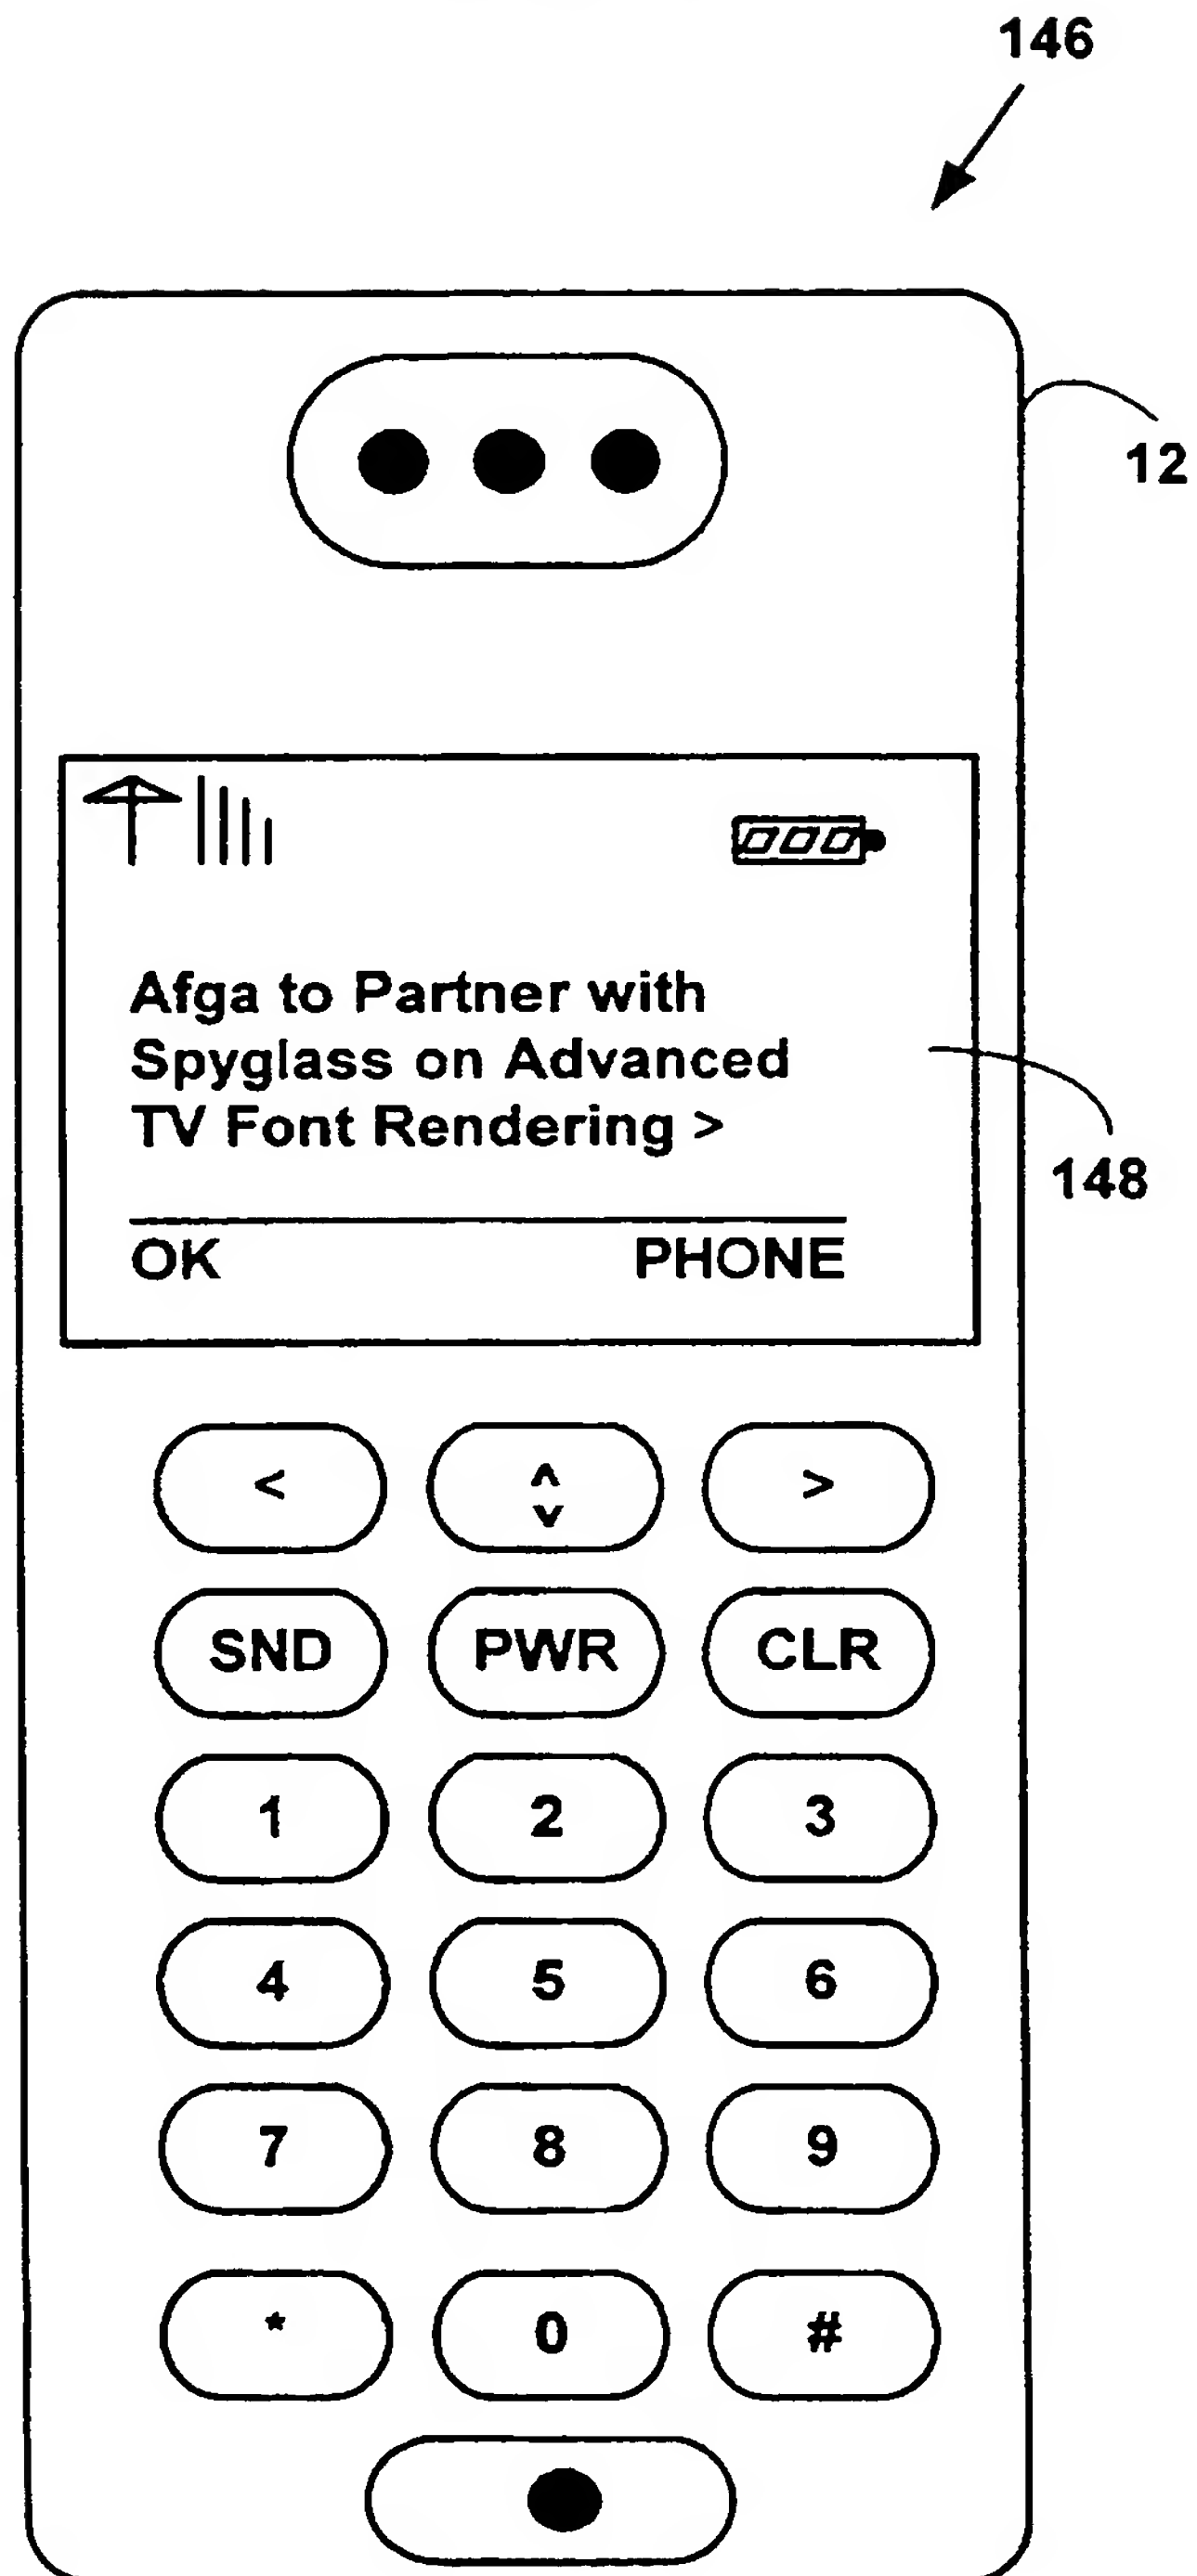 146
12
Afga to Partner with
Spyglass on Advanced
TV Font Rendering >
148
OK PHONE
< ^ v >
SND PWR CLR
1 2 3
4 5 6
7 8 9
* 0 #